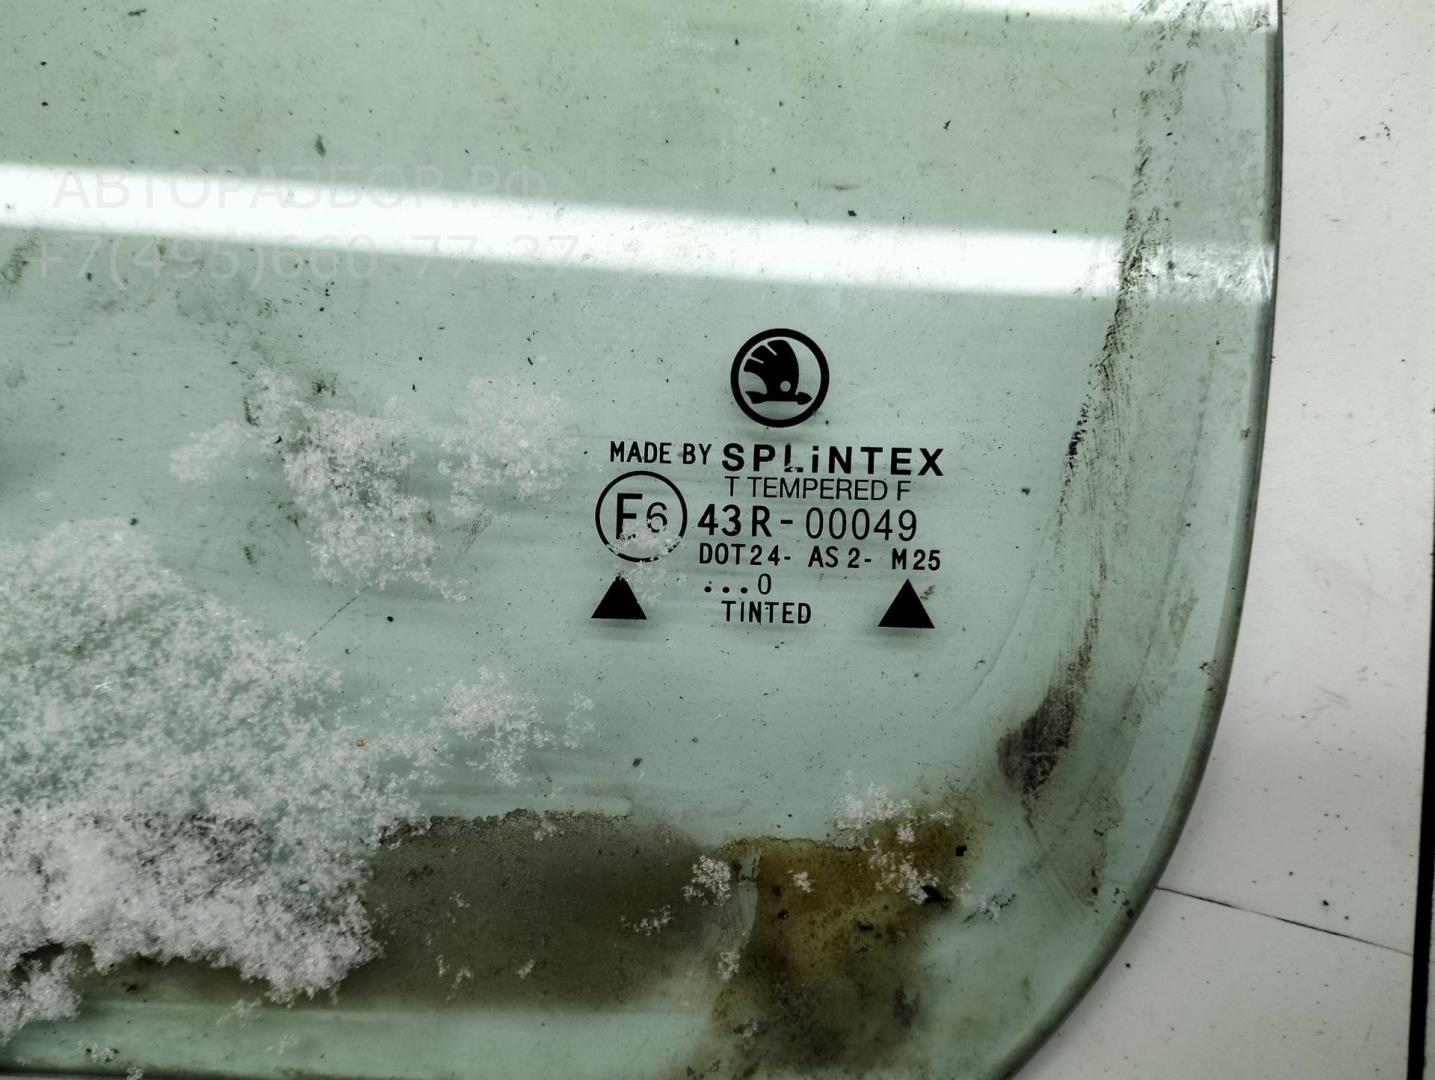 АВТОРАЗБОР.РФ
+7(495)660-77-37
MADE BY SPLiNTEX
T TEMPERED F
E6 43R-00049
DOT24- AS2- M25
...0
TINTED